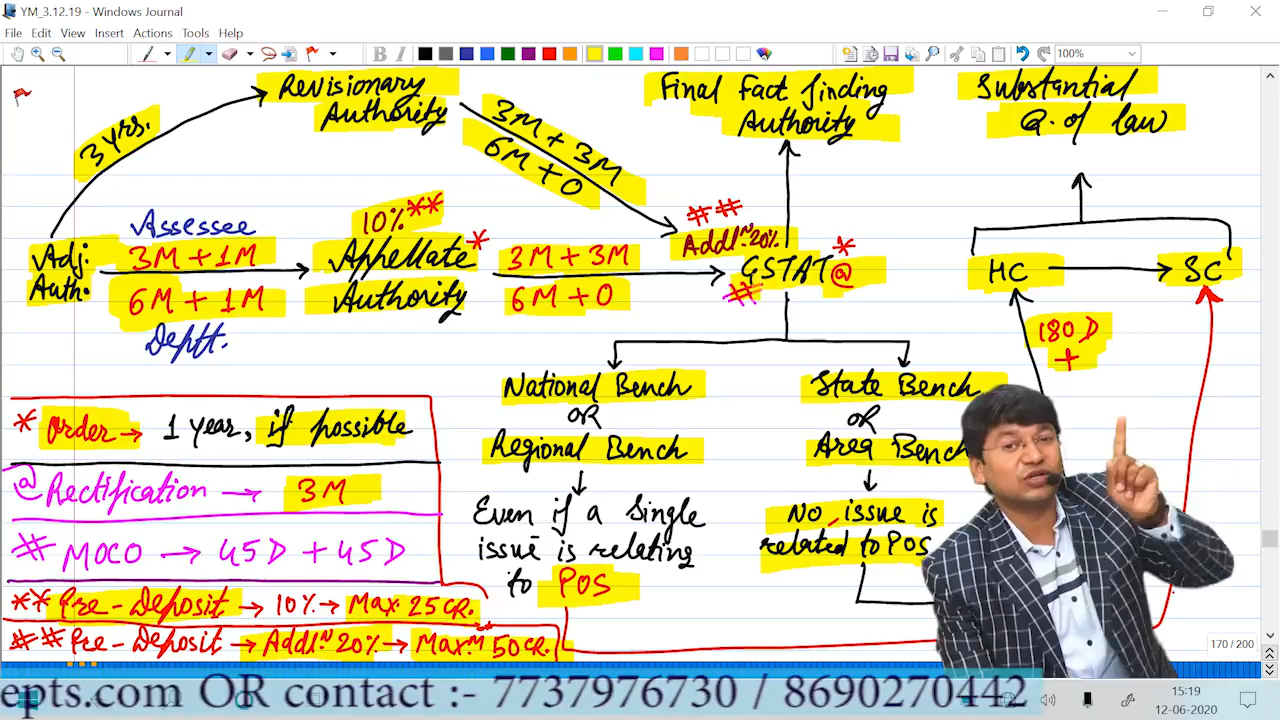 YM_3.12.19 - Windows Journal
File Edit View Insert Actions Tools Help
100%
Revisionary
Authority
3 yrs.
3M + 3M
6M + 0
Final Fact finding
Authority
Substantial
Q. of law
Adj.
Auth.
Assessee
3M + 1M
6M + 1M
Deptt.
10%**
Appellate*
Authority
3M + 3M
6M + 0
##
Addl.N 20%
GSTAT@
*
#
HC
SC
180 D
+
National Bench
OR
Regional Bench
Even if a Single
issue is relating
to POS
State Bench
OR
Area Bench
No, issue is
related to POS
* Order → 1 year, if possible
@ Rectification → 3M
# MOCO → 45D + 45D
** Pre-Deposit → 10% → Max. 25 CR.
## Pre-Deposit → Addl.N 20% → Max.M 50 CR.
170 / 200
epts.com OR contact :- 7737976730 / 8690270442
15:19
12-06-2020